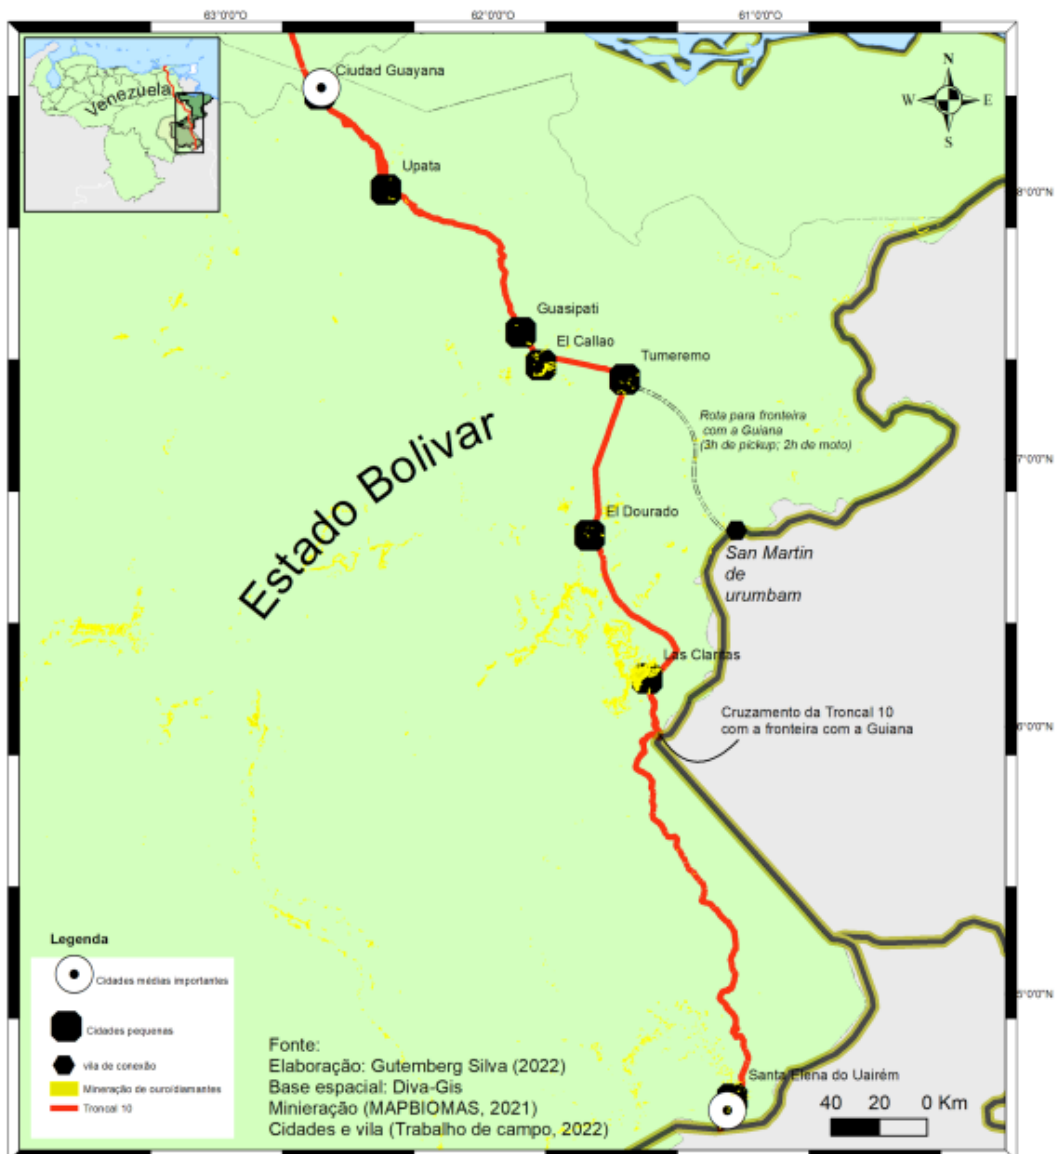 63°0'0"O
62°0'0"O
61°0'0"O
Venezuela
Ciudad Guayana
N
W
E
S
Upata
8°0'0"N
Guasipati
El Callao
Tumeremo
Rota para fronteira
com a Guiana
(3h de pickup; 2h de moto)
Estado Bolivar
7°0'0"N
El Dourado
San Martin
de
urumbam
Las Claritas
Cruzamento da Troncal 10
com a fronteira com a Guiana
6°0'0"N
5°0'0"N
Legenda
Cidades médias importantes
Cidades pequenas
vila de conexão
Mineração de ouro/diamantes
Troncal 10
Fonte:
Elaboração: Gutemberg Silva (2022)
Base espacial: Diva-Gis
Minieração (MAPBIOMAS, 2021)
Cidades e vila (Trabalho de campo, 2022)
Santa Elena do Uairém
40 20 0 Km